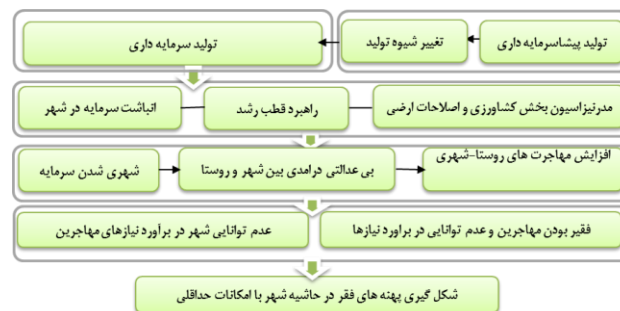 تولید پیشاسرمایه داری
تغییر شیوه تولید
تولید سرمایه داری
مدرنیزاسیون بخش کشاورزی و اصلاحات ارضی
راهبرد قطب رشد
انباشت سرمایه در شهر
افزایش مهاجرت های روستا-شهری
بی عدالتی درامدی بین شهر و روستا
شهری شدن سرمایه
فقیر بودن مهاجرین و عدم توانایی در براورد نیازها
عدم توانایی شهر در برآورد نیازهای مهاجرین
شکل گیری پهنه های فقر در حاشیه شهر با امکانات حداقلی